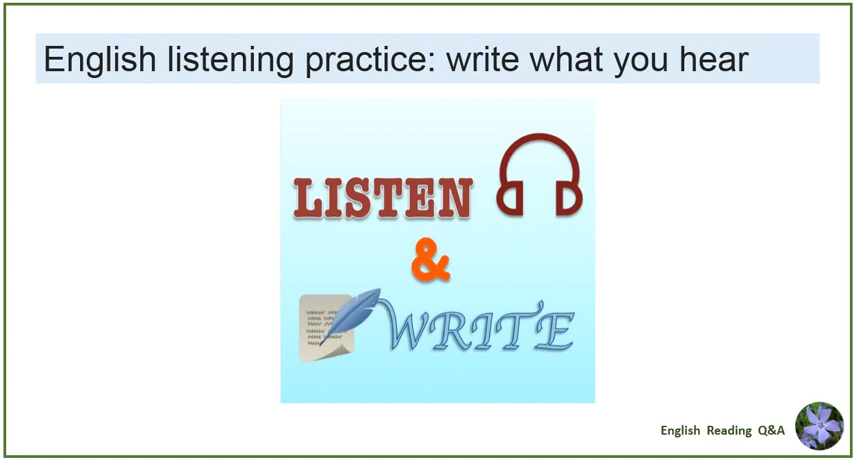 English listening practice: write what you hear
LISTEN
&
WRITE
English Reading Q&A